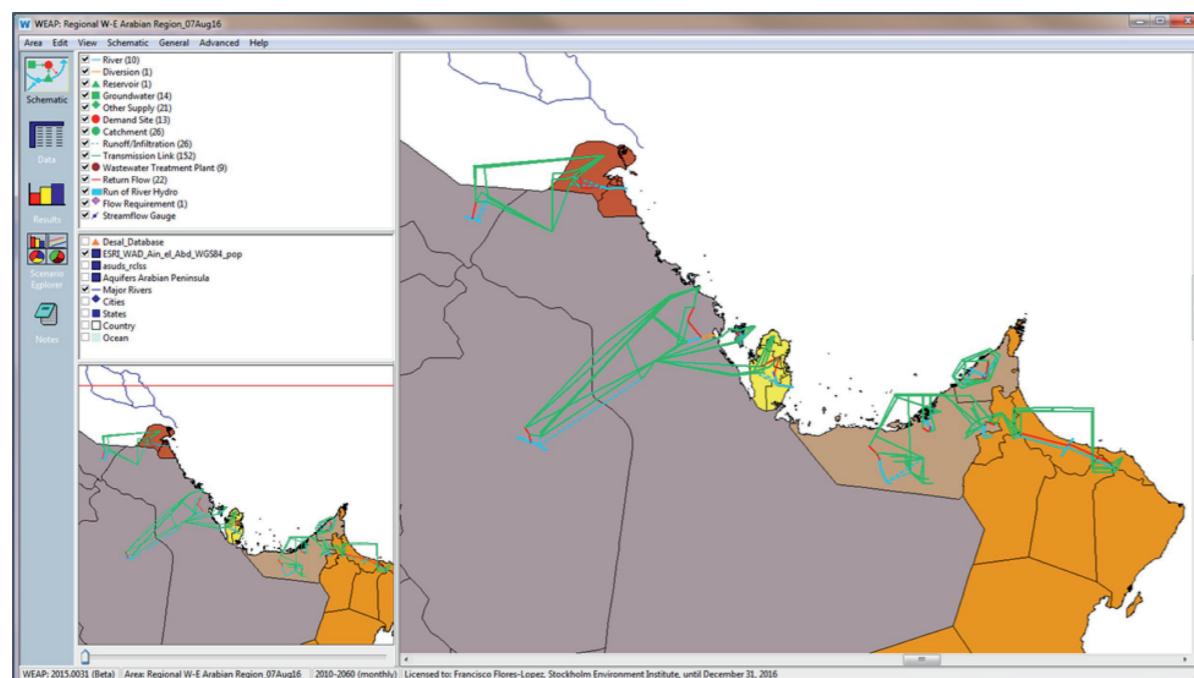 WEAP: Regional W-E Arabian Region_07Aug16
Area Edit View Schematic General Advanced Help
Schematic
Data
Results
Scenario
Explorer
Notes
River (10)
Diversion (1)
Reservoir (1)
Groundwater (14)
Other Supply (21)
Demand Site (13)
Catchment (26)
Runoff/Infiltration (26)
Transmission Link (152)
Wastewater Treatment Plant (9)
Return Flow (22)
Run of River Hydro
Flow Requirement (1)
Streamflow Gauge
Desal_Database
ESRI_WAD_Ain_el_Abd_WGS84_pop
asuds_rclss
Aquifers Arabian Peninsula
Major Rivers
Cities
States
Country
Ocean
WEAP: 2015.0031 (Beta) Area: Regional W-E Arabian Region_07Aug16 2010-2060 (monthly) Licensed to: Francisco Flores-Lopez, Stockholm Environment Institute, until December 31, 2016